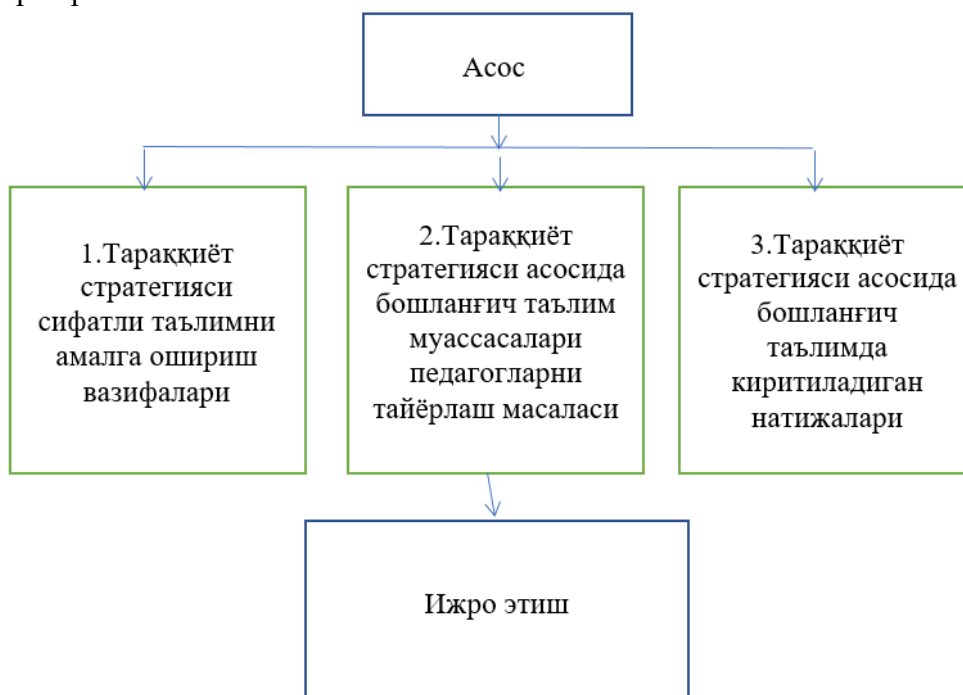 Асос
1.Тараққиёт
стратегияси
сифатли таълимни
амалга ошириш
вазифалари
2.Тараққиёт
стратегияси асосида
бошланғич таълим
муассасалари
педагогларни
тайёрлаш масаласи
3.Тараққиёт
стратегияси асосида
бошланғич
таълимда
киритиладиган
натижалари
Ижро этиш